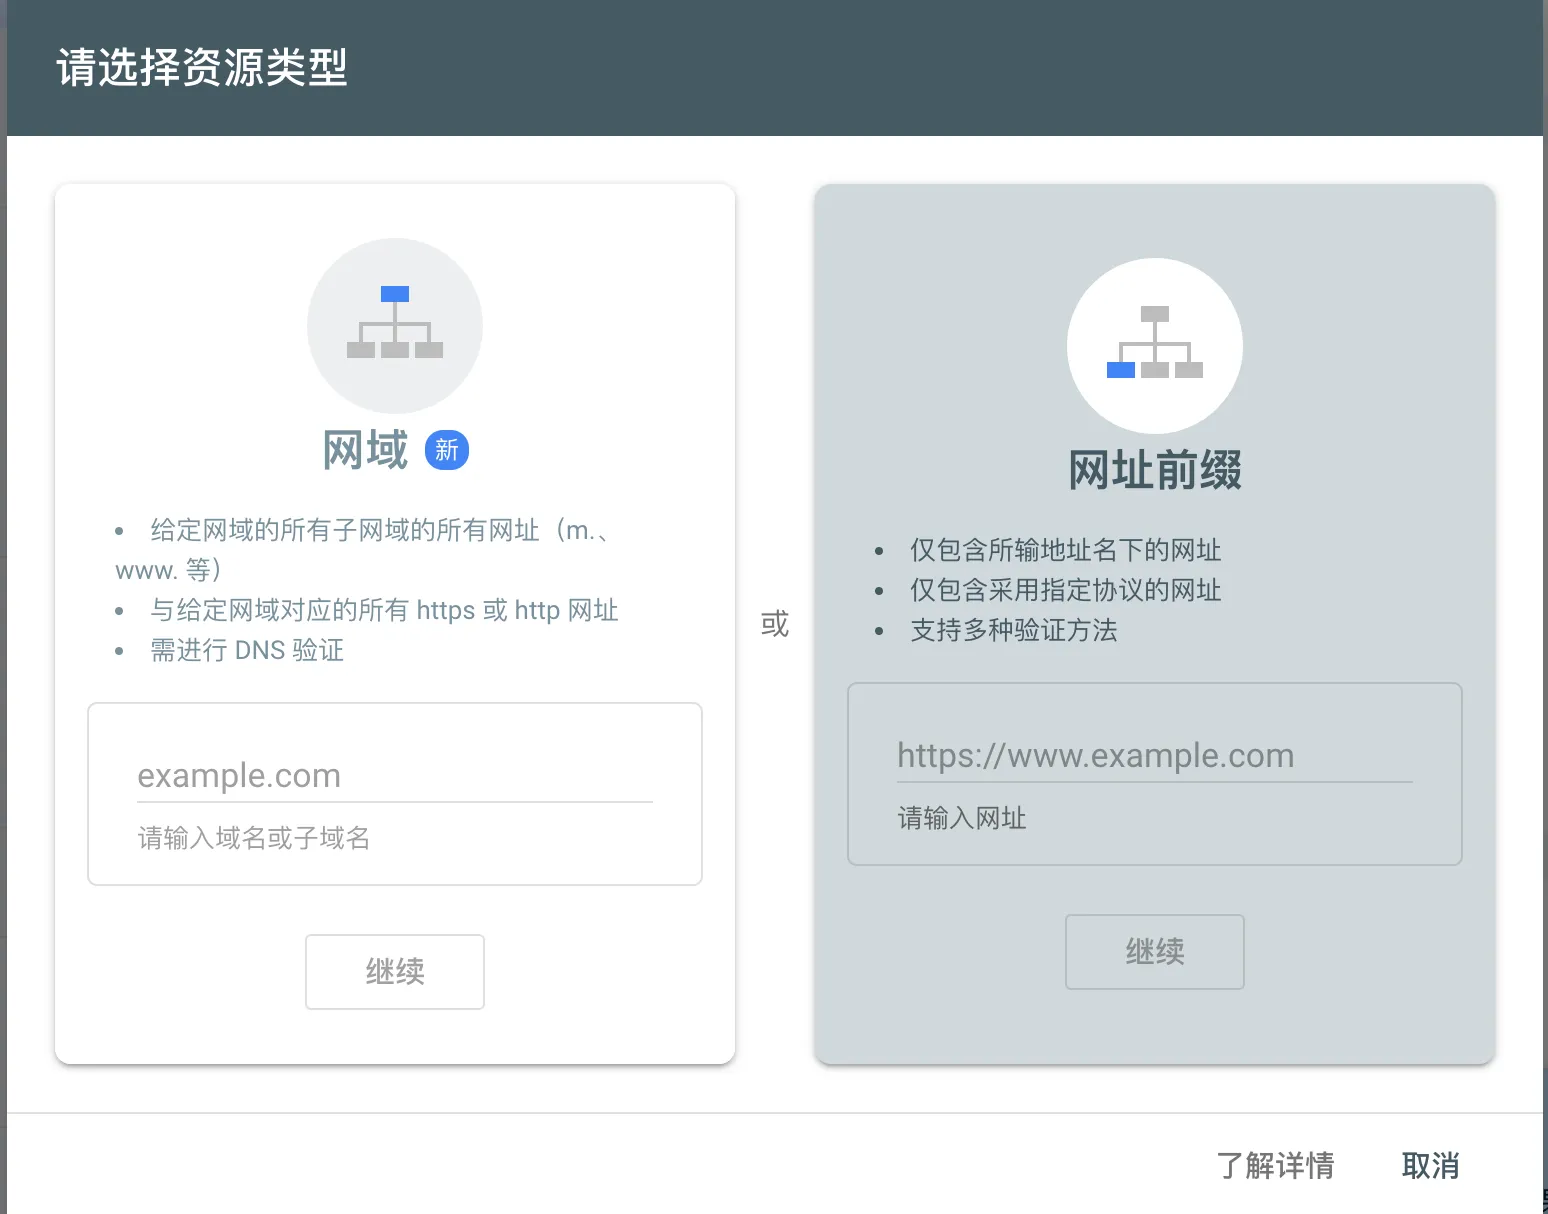 请选择资源类型
网域 新
• 给定网域的所有子网域的所有网址（m.、
www. 等）
• 与给定网域对应的所有 https 或 http 网址
• 需进行 DNS 验证
example.com
请输入域名或子域名
继续
或
网址前缀
• 仅包含所输地址名下的网址
• 仅包含采用指定协议的网址
• 支持多种验证方法
https://www.example.com
请输入网址
继续
了解详情
取消